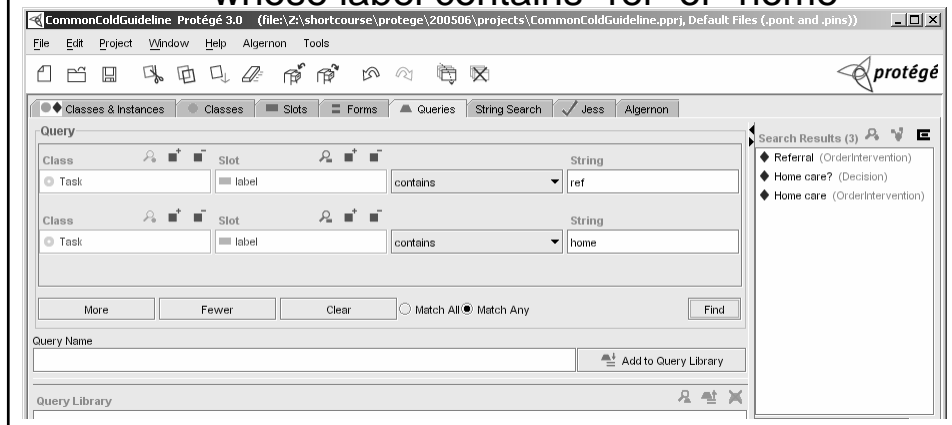 whose label contains "ref" or "home"
CommonColdGuideline Protégé 3.0 (file:\Z:\shortcourse\protege\200506\projects\CommonColdGuideline.pprj, Default Files (.pont and .pins))
File Edit Project Window Help Algernon Tools
protégé
Classes & Instances Classes Slots Forms Queries String Search Jess Algernon
Query
Search Results (3)
Class Slot String
Referral (OrderIntervention)
Task label contains ref
Home care? (Decision)
Home care (OrderIntervention)
Class Slot String
Task label contains home
More Fewer Clear Match All Match Any Find
Query Name
Add to Query Library
Query Library